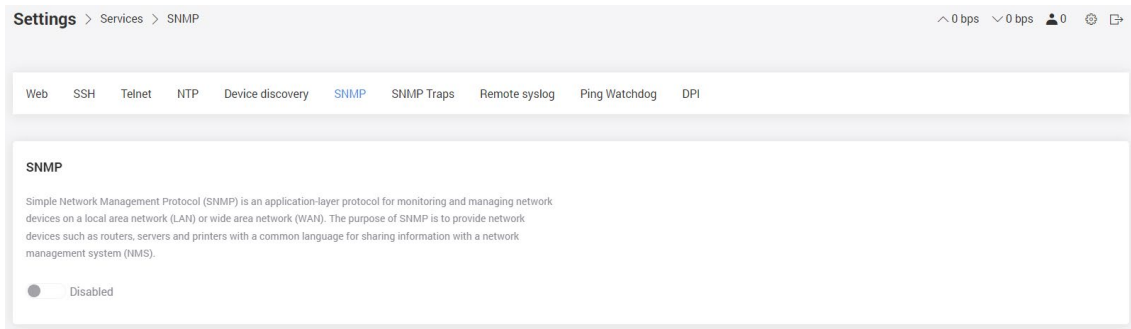 Settings > Services > SNMP 0 bps 0 bps 0
Web SSH Telnet NTP Device discovery SNMP SNMP Traps Remote syslog Ping Watchdog DPI
SNMP
Simple Network Management Protocol (SNMP) is an application-layer protocol for monitoring and managing network
devices on a local area network (LAN) or wide area network (WAN). The purpose of SNMP is to provide network
devices such as routers, servers and printers with a common language for sharing information with a network
management system (NMS).
Disabled